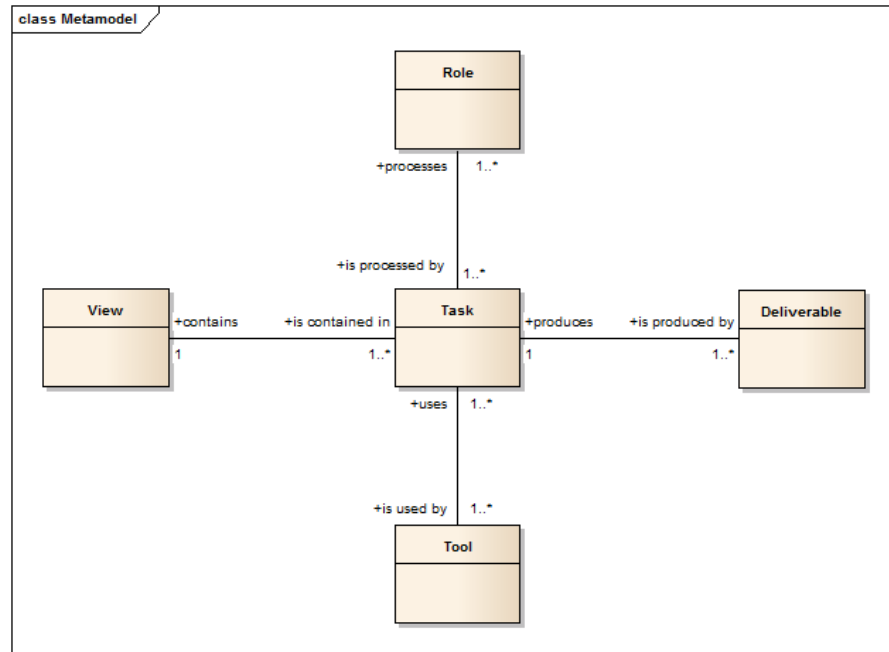 class Metamodel
Role
+processes 1..*
+is processed by 1..*
View
+contains
+is contained in
Task
+produces
+is produced by
Deliverable
1
1..*
1
1..*
+uses 1..*
+is used by 1..*
Tool